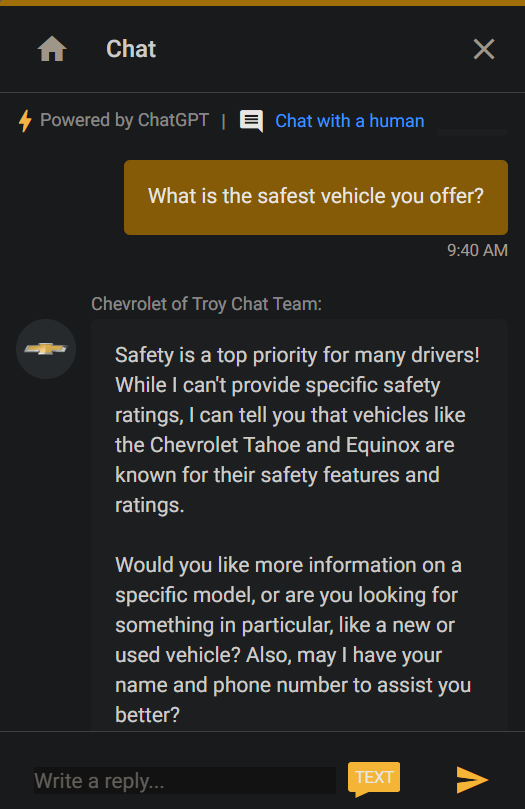 Chat
Powered by ChatGPT | Chat with a human
What is the safest vehicle you offer?
9:40 AM
Chevrolet of Troy Chat Team:
Safety is a top priority for many drivers!
While I can't provide specific safety
ratings, I can tell you that vehicles like
the Chevrolet Tahoe and Equinox are
known for their safety features and
ratings.
Would you like more information on a
specific model, or are you looking for
something in particular, like a new or
used vehicle? Also, may I have your
name and phone number to assist you
better?
Write a reply...
TEXT